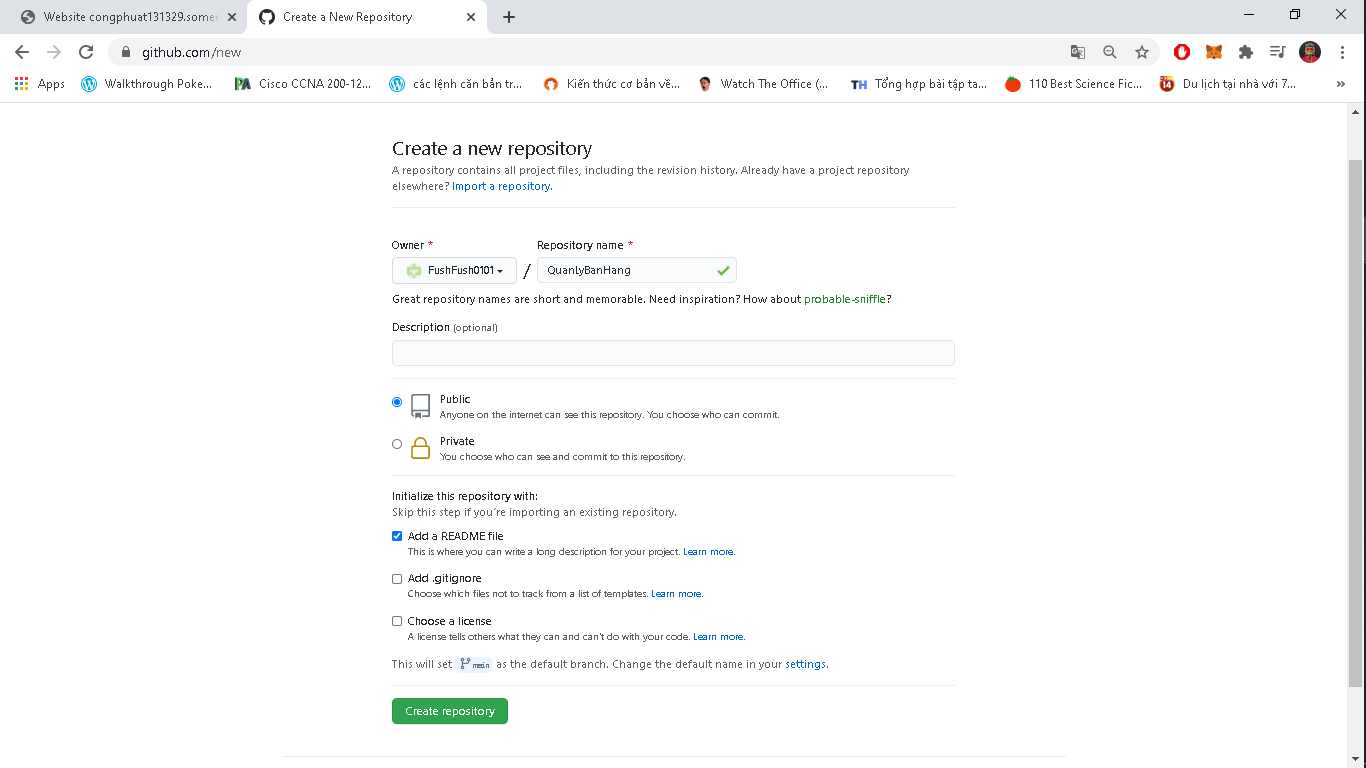 Website congphuat131329.some
Create a New Repository
github.com/new
Apps
Walkthrough Poke...
Cisco CCNA 200-12...
các lệnh căn bản tr...
Kiến thức cơ bản về...
Watch The Office (...
TH
Tổng hợp bài tập ta...
110 Best Science Fic...
14
Du lịch tại nhà với 7...
»
Create a new repository
A repository contains all project files, including the revision history. Already have a project repository
elsewhere? Import a repository.
Owner *
Repository name *
FushFush0101
/
QuanLyBanHang
Great repository names are short and memorable. Need inspiration? How about probable-sniffle?
Description (optional)
Public
Anyone on the internet can see this repository. You choose who can commit.
Private
You choose who can see and commit to this repository.
Initialize this repository with:
Skip this step if you're importing an existing repository.
Add a README file
This is where you can write a long description for your project. Learn more.
Add .gitignore
Choose which files not to track from a list of templates. Learn more.
Choose a license
A license tells others what they can and can't do with your code. Learn more.
This will set main as the default branch. Change the default name in your settings.
Create repository